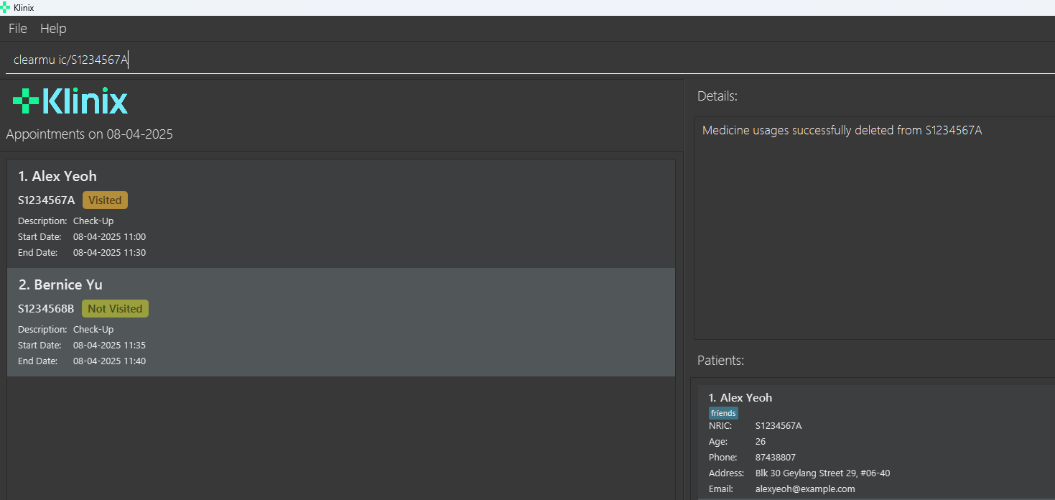 Klinix
File Help
clearmu ic/S1234567A
Klinix
Appointments on 08-04-2025
1. Alex Yeoh
S1234567A Visited
Description: Check-Up
Start Date: 08-04-2025 11:00
End Date: 08-04-2025 11:30
2. Bernice Yu
S1234568B Not Visited
Description: Check-Up
Start Date: 08-04-2025 11:35
End Date: 08-04-2025 11:40
Details:
Medicine usages successfully deleted from S1234567A
Patients:
1. Alex Yeoh
friends
NRIC: S1234567A
Age: 26
Phone: 87438807
Address: Blk 30 Geylang Street 29, #06-40
Email: alexyeoh@example.com